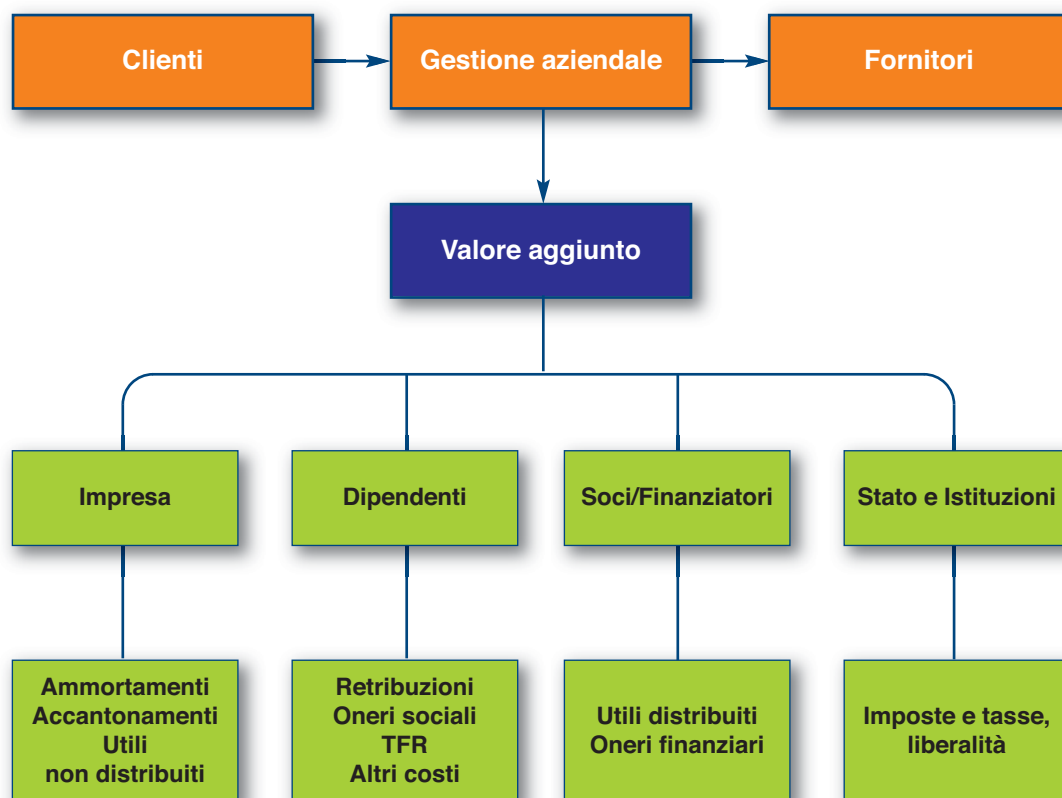 Clienti
Gestione aziendale
Fornitori
Valore aggiunto
Impresa
Dipendenti
Soci/Finanziatori
Stato e Istituzioni
Ammortamenti
Accantonamenti
Utili
non distribuiti
Retribuzioni
Oneri sociali
TFR
Altri costi
Utili distribuiti
Oneri finanziari
Imposte e tasse,
liberalità